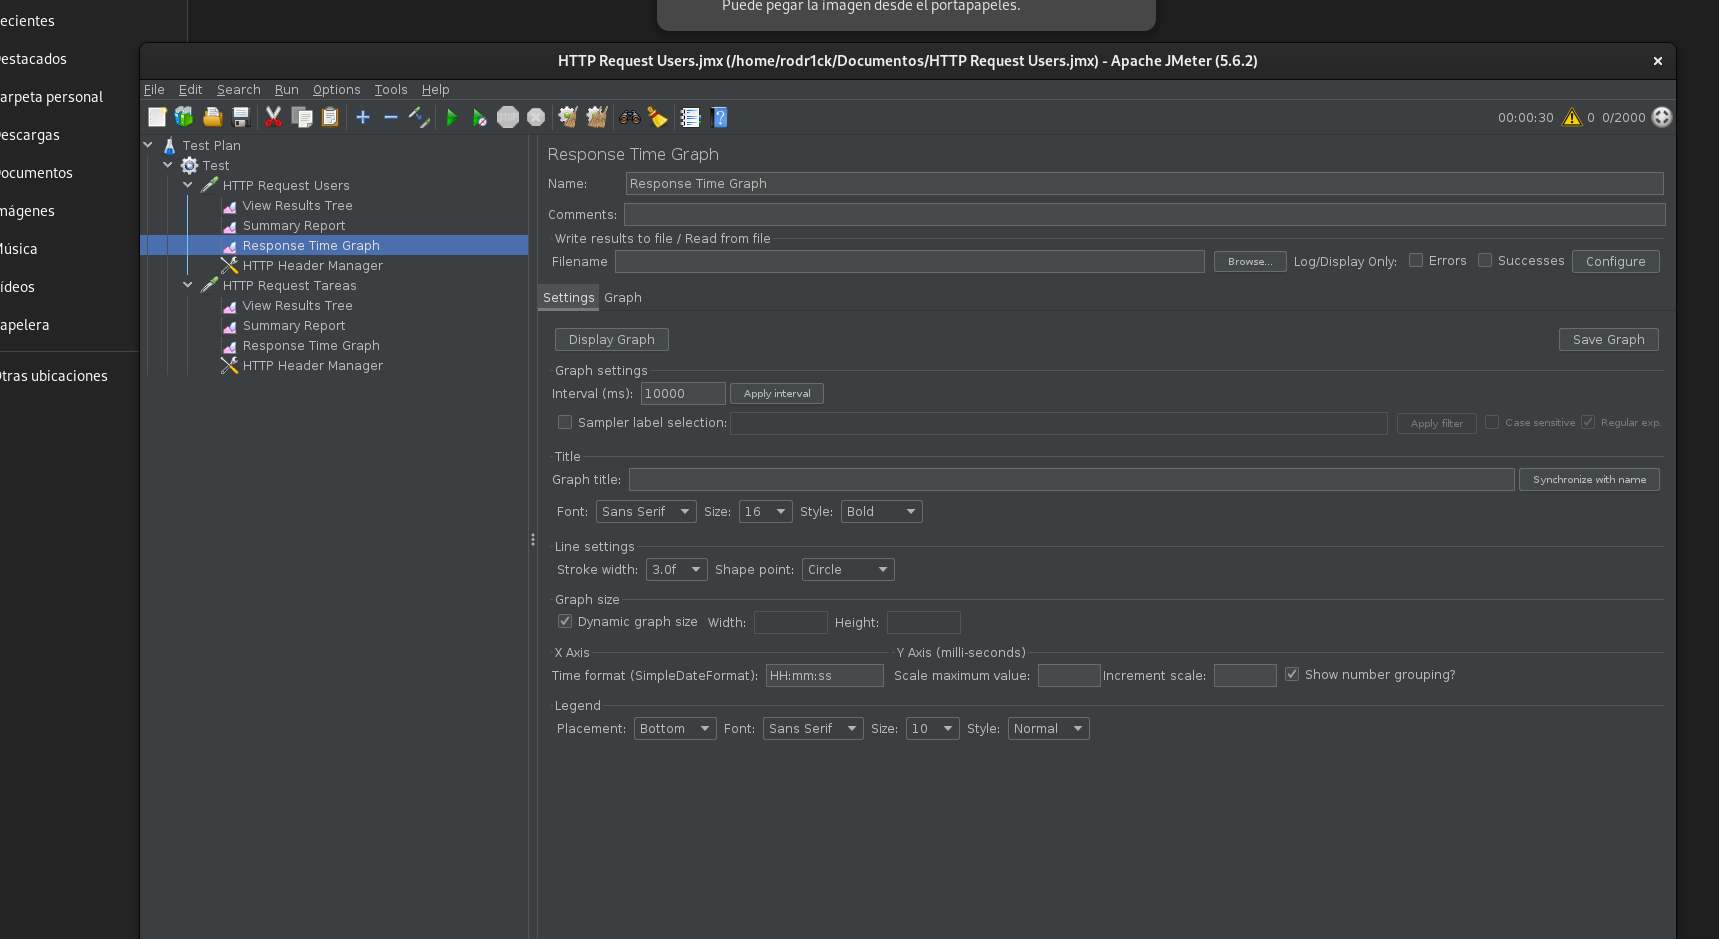 Puede pegar la imagen desde el portapapeles.
ecientes
estacados
arpeta personal
escargas
ocumentos
mágenes
úsica
ídeos
apelera
tras ubicaciones
HTTP Request Users.jmx (/home/rodr1ck/Documentos/HTTP Request Users.jmx) - Apache JMeter (5.6.2)
File Edit Search Run Options Tools Help
00:00:30 0 0/2000
Test Plan
Test
HTTP Request Users
View Results Tree
Summary Report
Response Time Graph
HTTP Header Manager
HTTP Request Tareas
View Results Tree
Summary Report
Response Time Graph
HTTP Header Manager
Response Time Graph
Name: Response Time Graph
Comments:
Write results to file / Read from file
Filename Browse... Log/Display Only: Errors Successes Configure
Settings Graph
Display Graph Save Graph
Graph settings
Interval (ms): 10000 Apply interval
Sampler label selection: Apply filter Case sensitive Regular exp.
Title
Graph title: Synchronize with name
Font: Sans Serif Size: 16 Style: Bold
Line settings
Stroke width: 3.0f Shape point: Circle
Graph size
Dynamic graph size Width: Height:
X Axis Y Axis (milli-seconds)
Time format (SimpleDateFormat): HH:mm:ss Scale maximum value: Increment scale: Show number grouping?
Legend
Placement: Bottom Font: Sans Serif Size: 10 Style: Normal